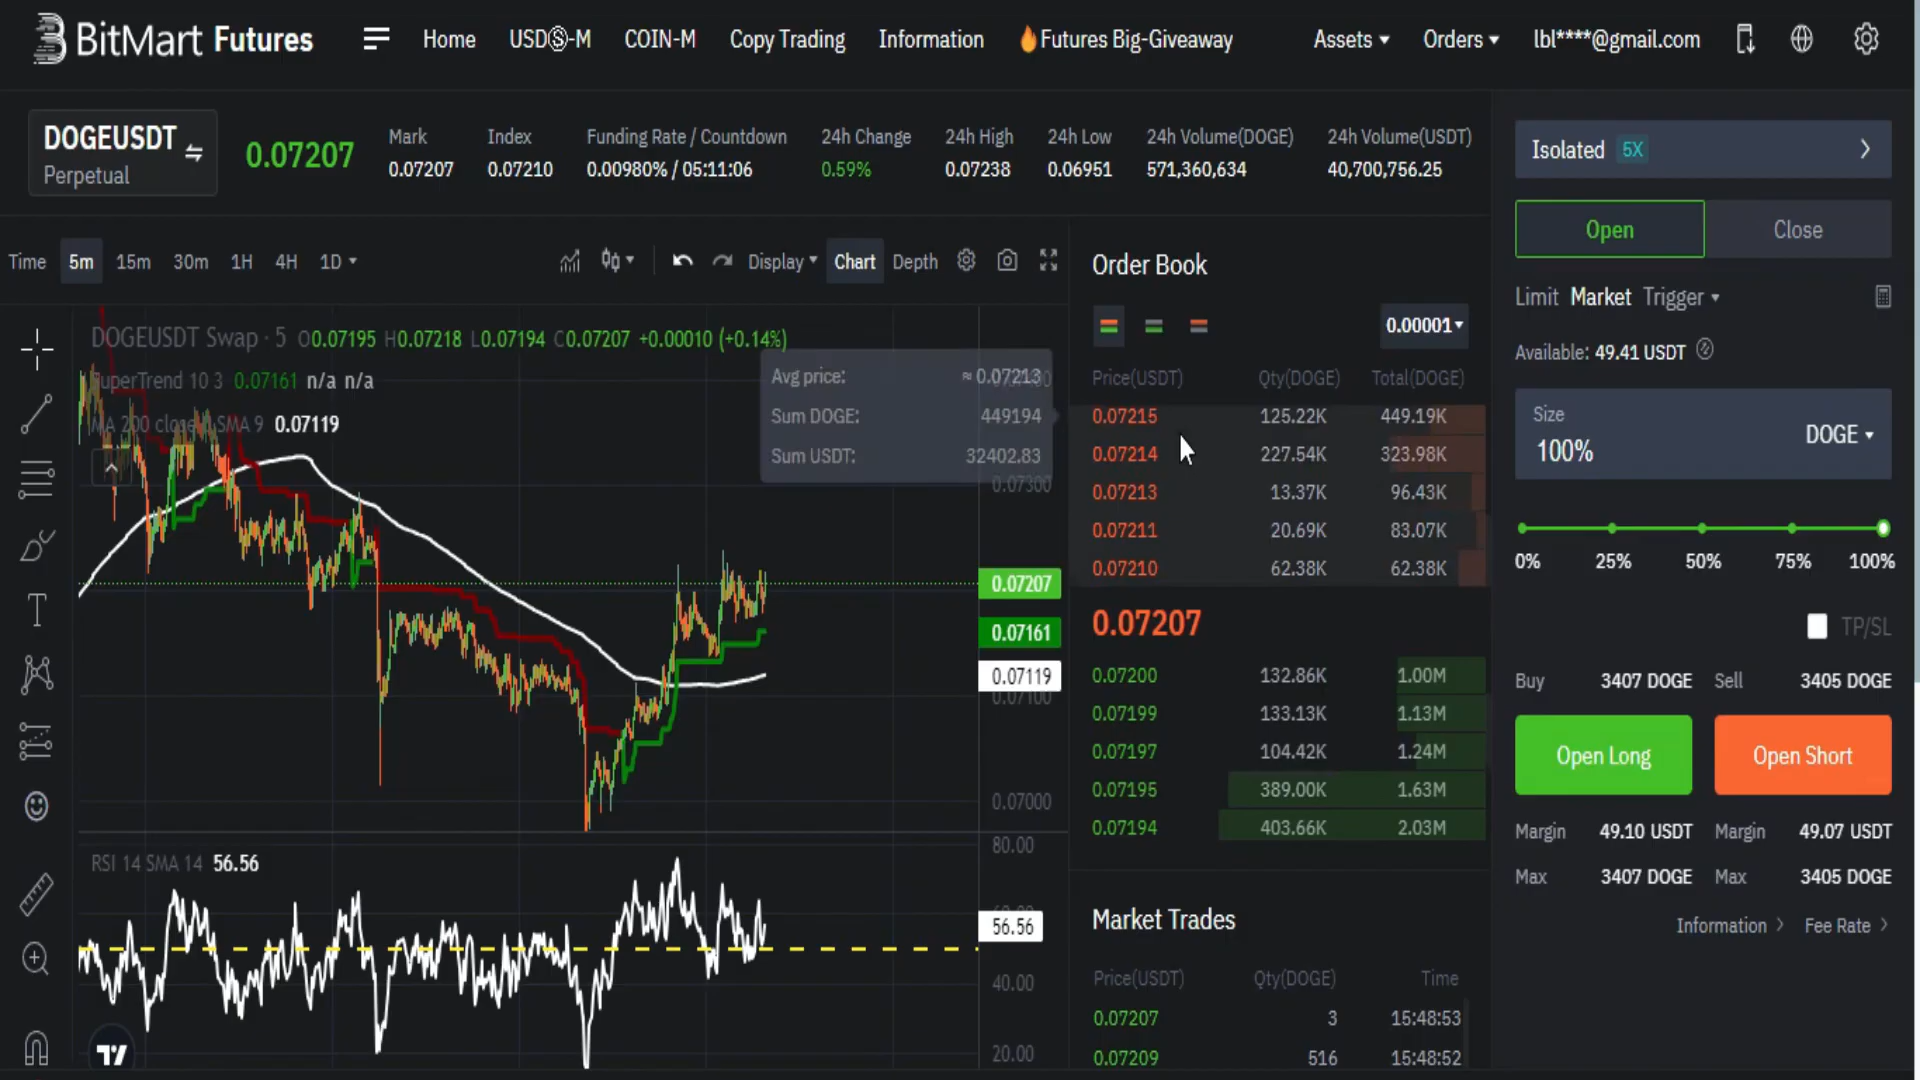 BitMart Futures
Home USDⓈ-M COIN-M Copy Trading Information 🔥Futures Big-Giveaway Assets Orders lbl****@gmail.com
DOGEUSDT
Perpetual
0.07207
Mark Index Funding Rate / Countdown 24h Change 24h High 24h Low 24h Volume(DOGE) 24h Volume(USDT)
0.07207 0.07210 0.00980% / 05:11:06 0.59% 0.07238 0.06951 571,360,634 40,700,756.25
Time 5m 15m 30m 1H 4H 1D Display Chart Depth
DOGEUSDT Swap · 5 O0.07195 H0.07218 L0.07194 C0.07207 +0.00010 (+0.14%)
SuperTrend 10 3 0.07161 n/a n/a
MA 200 close 0 SMA 9 0.07119
Avg price: ≈ 0.07213
Sum DOGE: 449194
Sum USDT: 32402.83
0.07300
0.07207
0.07161
0.07119
0.07100
0.07000
RSI 14 SMA 14 56.56
80.00
56.56
40.00
20.00
Order Book
0.00001
Price(USDT) Qty(DOGE) Total(DOGE)
0.07215 125.22K 449.19K
0.07214 227.54K 323.98K
0.07213 13.37K 96.43K
0.07211 20.69K 83.07K
0.07210 62.38K 62.38K
0.07207
0.07200 132.86K 1.00M
0.07199 133.13K 1.13M
0.07197 104.42K 1.24M
0.07195 389.00K 1.63M
0.07194 403.66K 2.03M
Market Trades
Price(USDT) Qty(DOGE) Time
0.07207 3 15:48:53
0.07209 516 15:48:52
Isolated 5X
Open Close
Limit Market Trigger
Available: 49.41 USDT
Size
100% DOGE
0% 25% 50% 75% 100%
TP/SL
Buy 3407 DOGE Sell 3405 DOGE
Open Long Open Short
Margin 49.10 USDT Margin 49.07 USDT
Max 3407 DOGE Max 3405 DOGE
Information Fee Rate